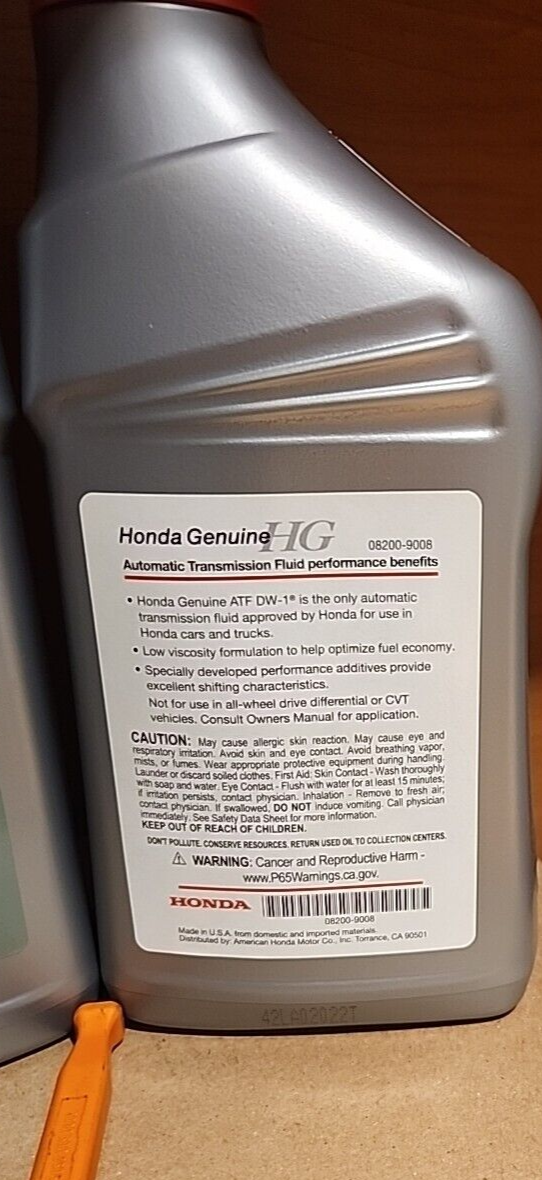 Honda Genuine HG 08200-9008
Automatic Transmission Fluid performance benefits
• Honda Genuine ATF DW-1® is the only automatic
transmission fluid approved by Honda for use in
Honda cars and trucks.
• Low viscosity formulation to help optimize fuel economy.
• Specially developed performance additives provide
excellent shifting characteristics.
Not for use in all-wheel drive differential or CVT
vehicles. Consult Owners Manual for application.
CAUTION: May cause allergic skin reaction. May cause eye and
respiratory irritation. Avoid skin and eye contact. Avoid breathing vapor,
mists, or fumes. Wear appropriate protective equipment during handling.
Launder or discard soiled clothes. First Aid: Skin Contact - Wash thoroughly
with soap and water. Eye Contact - Flush with water for at least 15 minutes;
if irritation persists, contact physician. Inhalation - Remove to fresh air;
contact physician. If swallowed, DO NOT induce vomiting. Call physician
immediately. See Safety Data Sheet for more information.
KEEP OUT OF REACH OF CHILDREN.
DON'T POLLUTE. CONSERVE RESOURCES. RETURN USED OIL TO COLLECTION CENTERS.
⚠ WARNING: Cancer and Reproductive Harm -
www.P65Warnings.ca.gov.
HONDA
08200-9008
Made in U.S.A. from domestic and imported materials.
Distributed by: American Honda Motor Co., Inc. Torrance, CA 90501